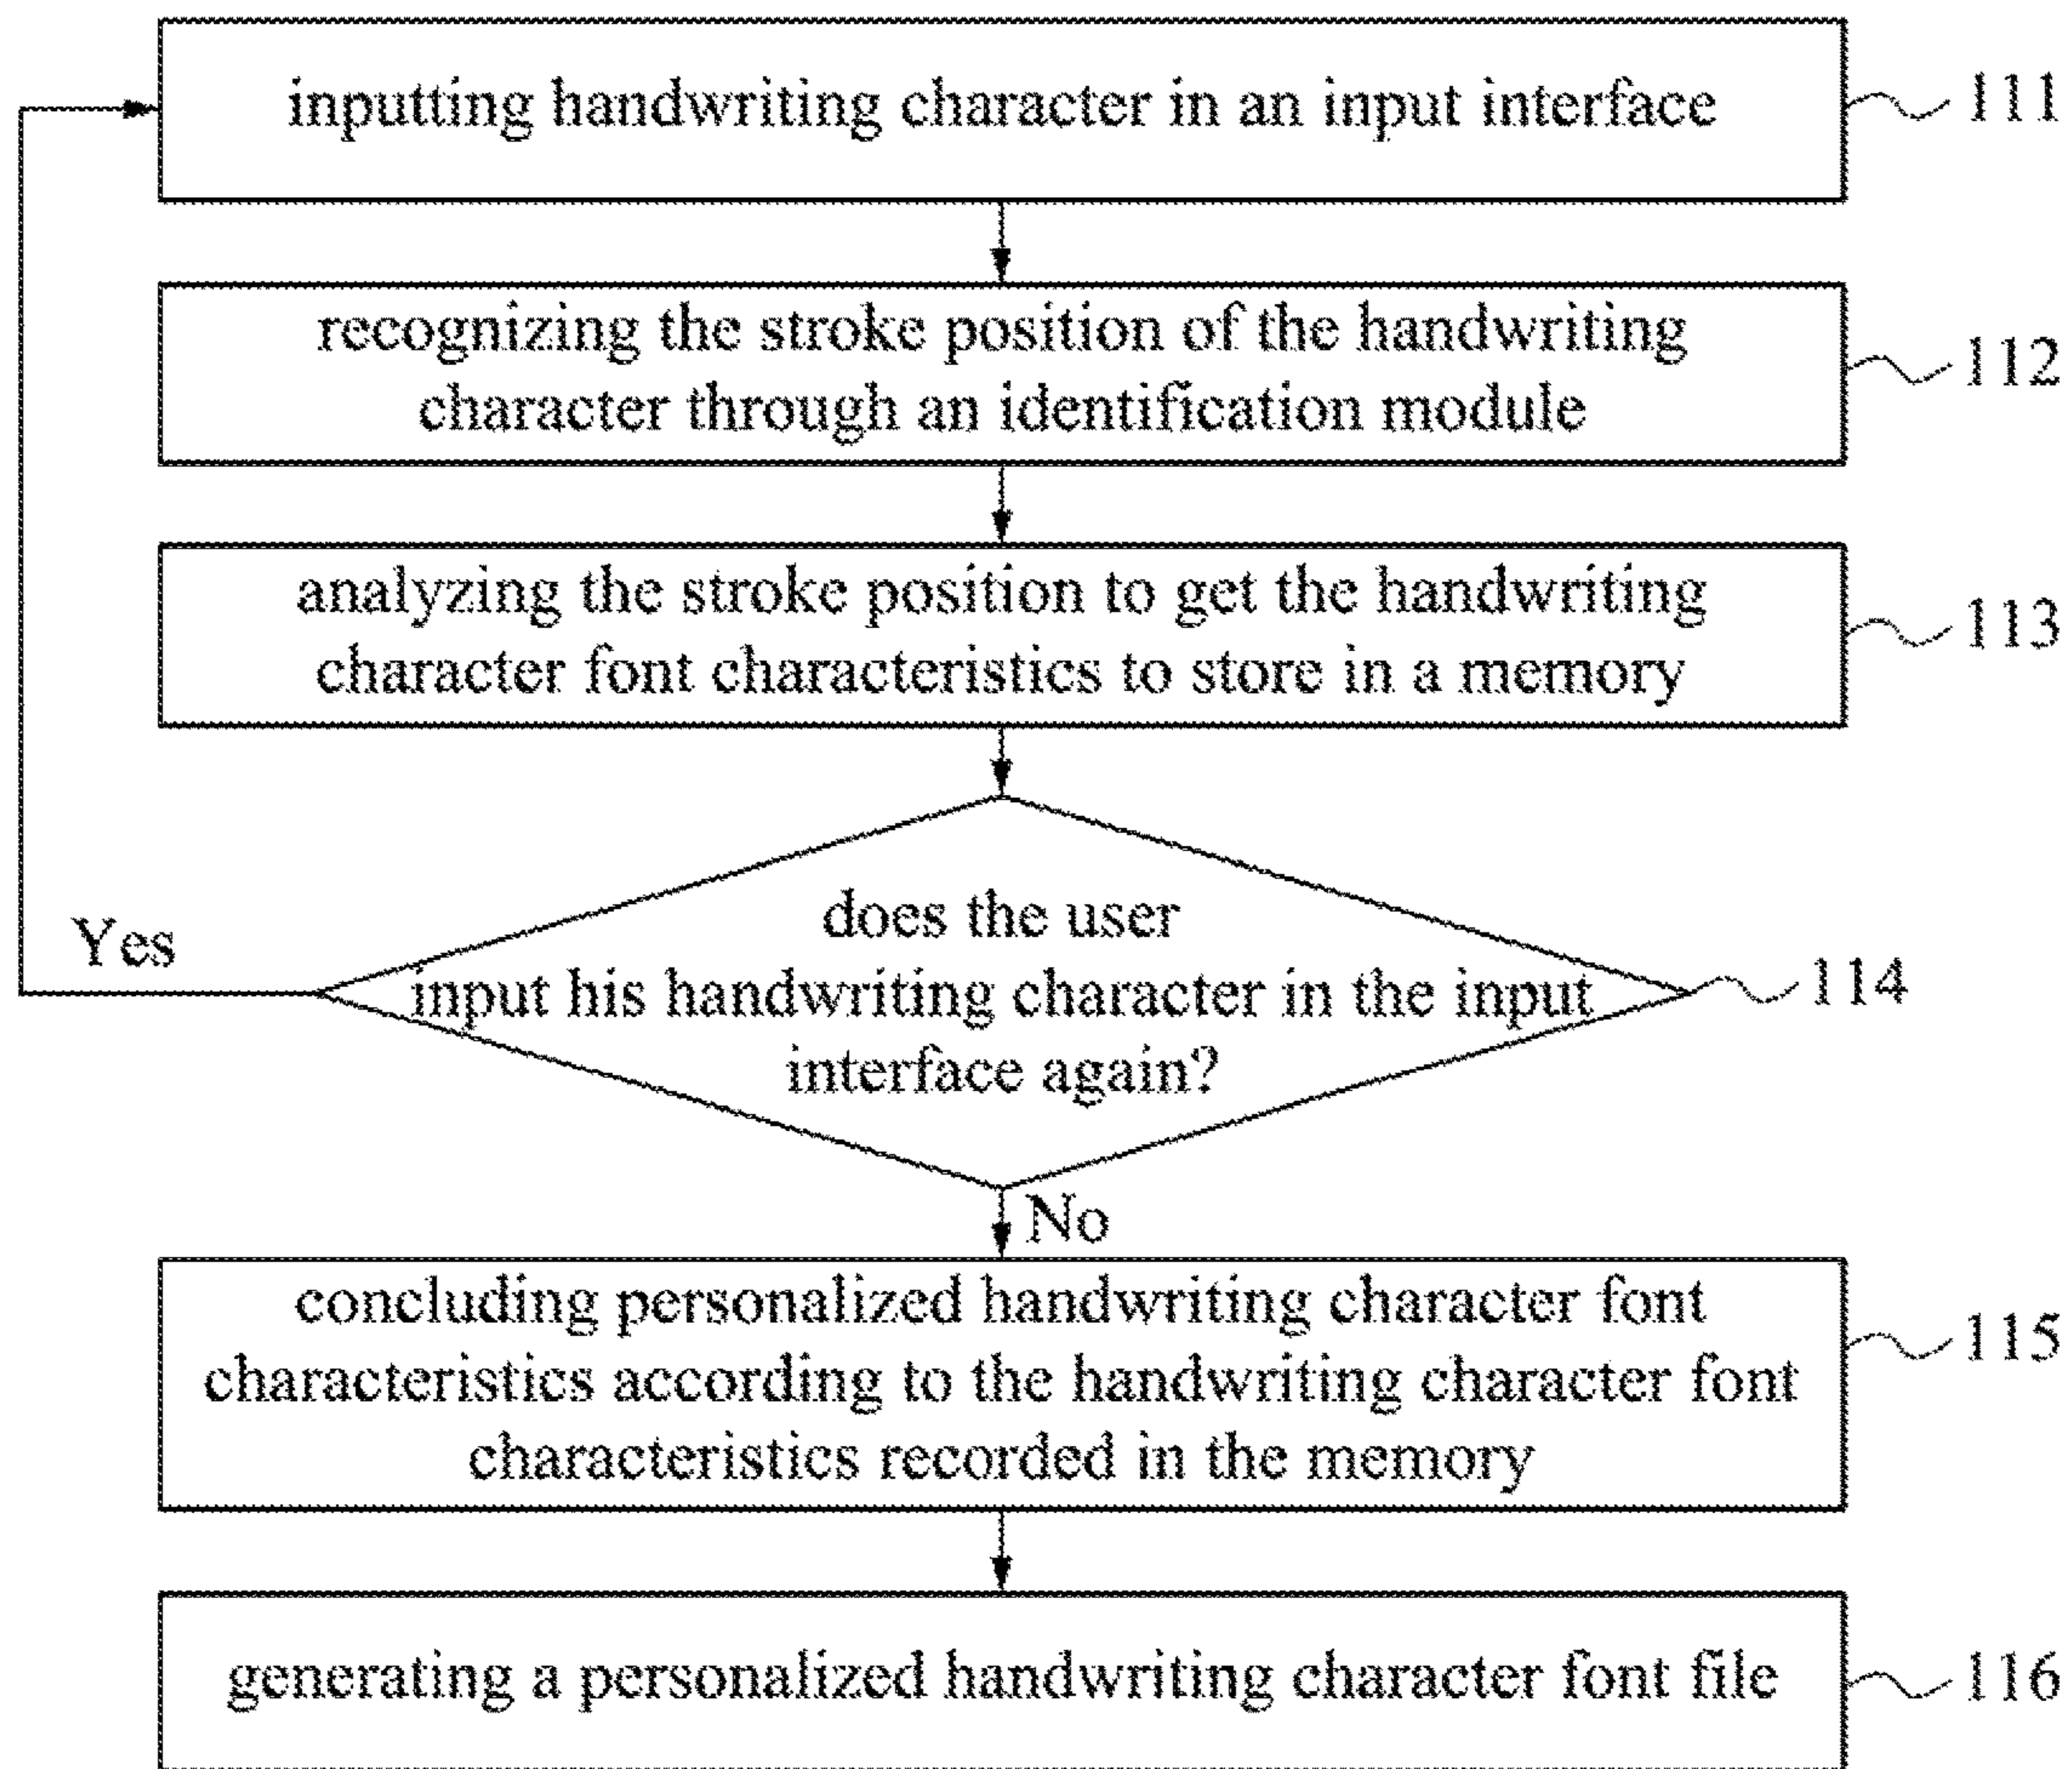 inputting handwriting character in an input interface
111
recognizing the stroke position of the handwriting
character through an identification module
112
analyzing the stroke position to get the handwriting
character font characteristics to store in a memory
113
does the user
input his handwriting character in the input
interface again?
114
Yes
No
concluding personalized handwriting character font
characteristics according to the handwriting character font
characteristics recorded in the memory
115
generating a personalized handwriting character font file
116